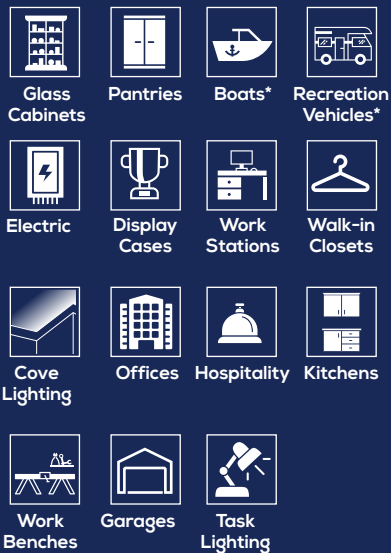 Glass
Cabinets
Pantries
Boats*
Recreation
Vehicles*
Electric
Display
Cases
Work
Stations
Walk-in
Closets
Cove
Lighting
Offices
Hospitality
Kitchens
Work
Benches
Garages
Task
Lighting